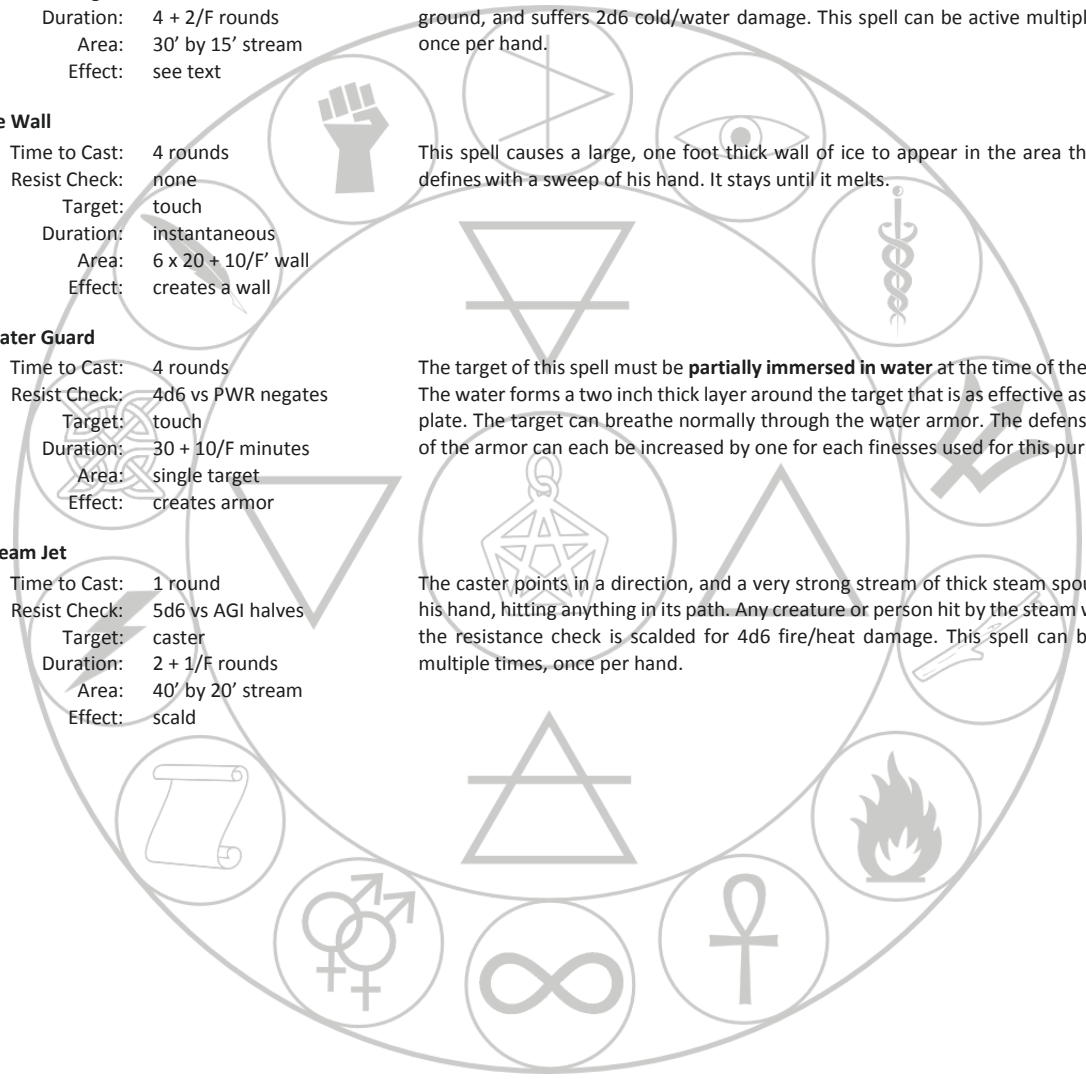 Duration: 4 + 2/F rounds
Area: 30’ by 15’ stream
Effect: see text
ground, and suffers 2d6 cold/water damage. This spell can be active multipl
once per hand.
e Wall
Time to Cast: 4 rounds
Resist Check: none
Target: touch
Duration: instantaneous
Area: 6 x 20 + 10/F’ wall
Effect: creates a wall
This spell causes a large, one foot thick wall of ice to appear in the area th
defines with a sweep of his hand. It stays until it melts.
ater Guard
Time to Cast: 4 rounds
Resist Check: 4d6 vs PWR negates
Target: touch
Duration: 30 + 10/F minutes
Area: single target
Effect: creates armor
The target of this spell must be partially immersed in water at the time of the
The water forms a two inch thick layer around the target that is as effective as
plate. The target can breathe normally through the water armor. The defens
of the armor can each be increased by one for each finesses used for this pur
eam Jet
Time to Cast: 1 round
Resist Check: 5d6 vs AGI halves
Target: caster
Duration: 2 + 1/F rounds
Area: 40’ by 20’ stream
Effect: scald
The caster points in a direction, and a very strong stream of thick steam spou
his hand, hitting anything in its path. Any creature or person hit by the steam w
the resistance check is scalded for 4d6 fire/heat damage. This spell can b
multiple times, once per hand.